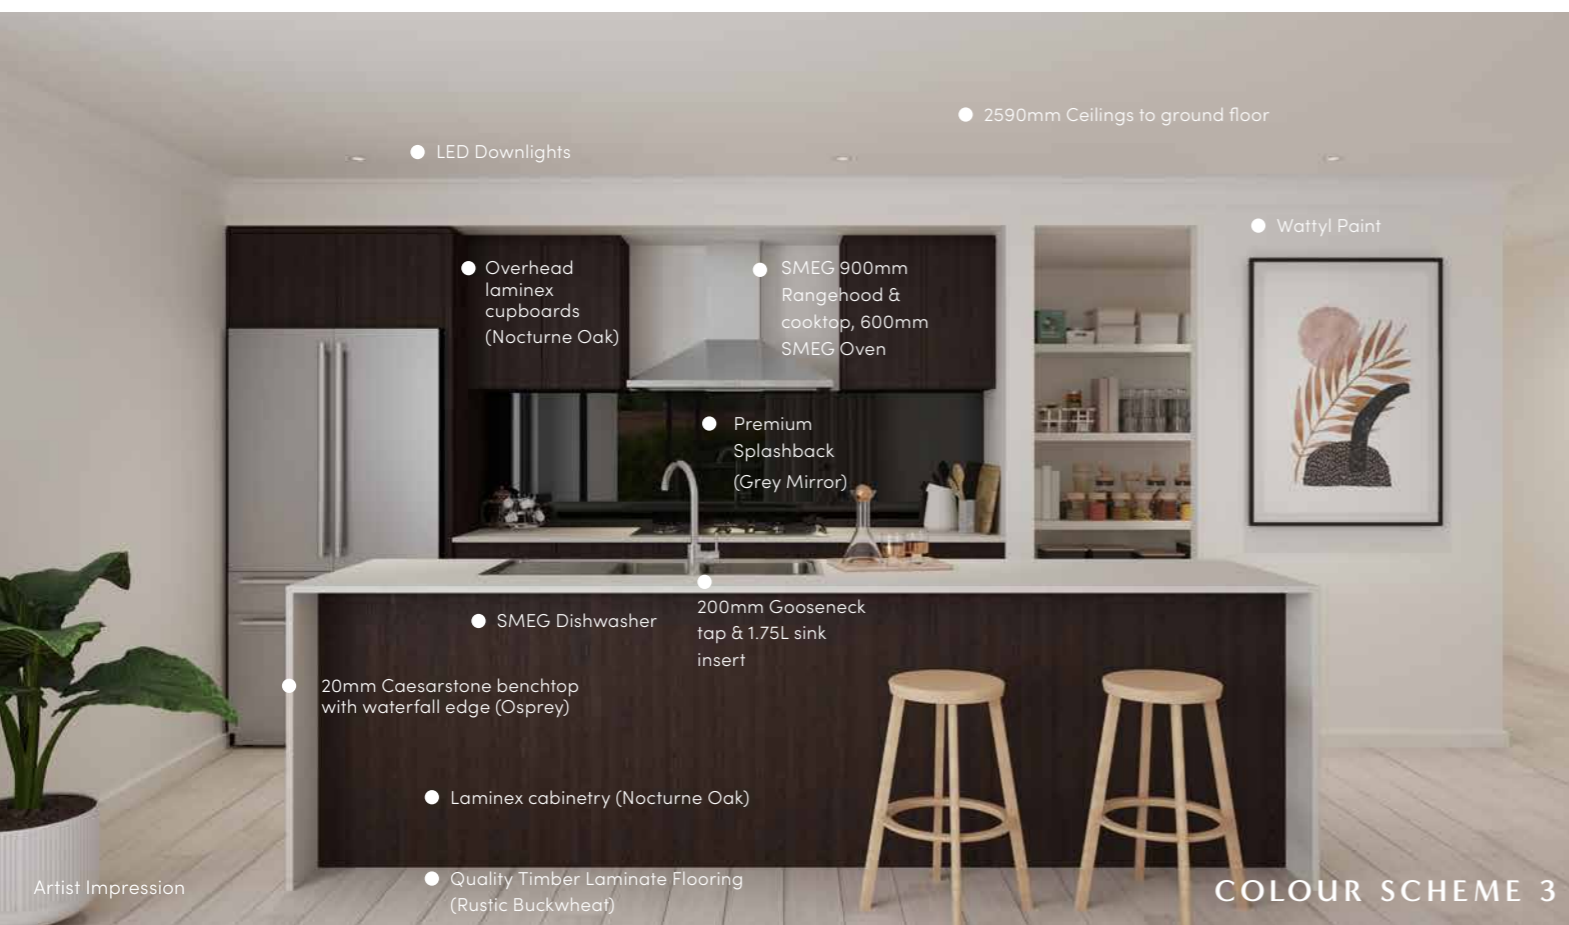 2590mm Ceilings to ground floor
LED Downlights
Wattyl Paint
Overhead
laminex
cupboards
(Nocturne Oak)
SMEG 900mm
Rangehood &
cooktop, 600mm
SMEG Oven
Premium
Splashback
(Grey Mirror)
200mm Gooseneck
tap & 1.75L sink
insert
SMEG Dishwasher
20mm Caesarstone benchtop
with waterfall edge (Osprey)
Laminex cabinetry (Nocturne Oak)
Quality Timber Laminate Flooring
(Rustic Buckwheat)
Artist Impression
COLOUR SCHEME 3